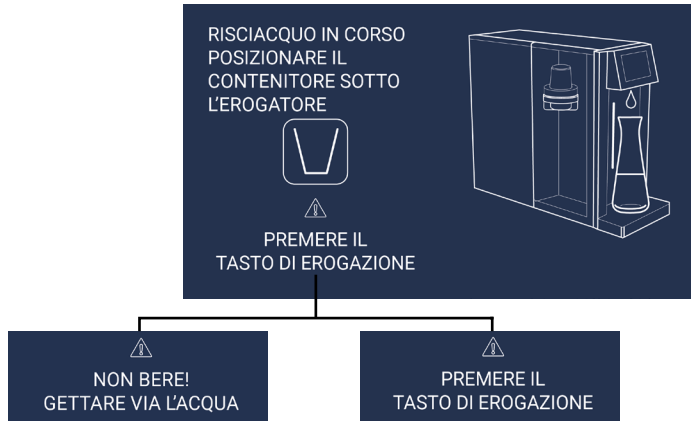 RISCIACQUO IN CORSO
POSIZIONARE IL
CONTENITORE SOTTO
L'EROGATORE
PREMERE IL
TASTO DI EROGAZIONE
NON BERE!
GETTARE VIA L'ACQUA
PREMERE IL
TASTO DI EROGAZIONE